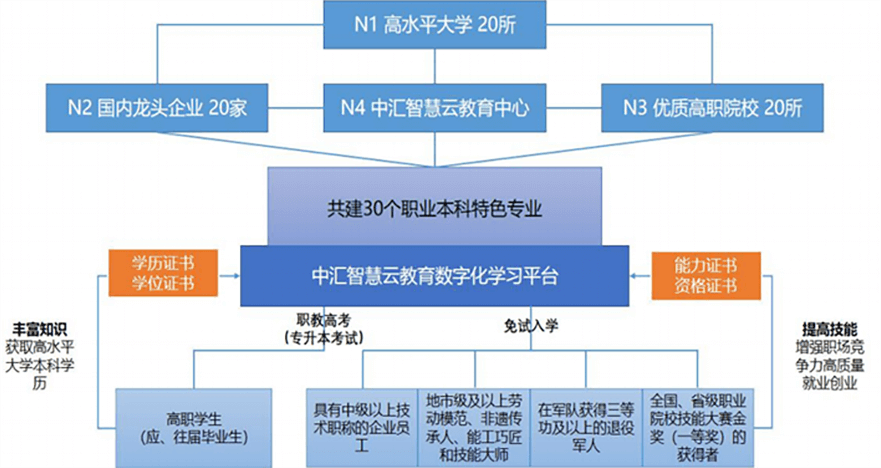 N1 高水平大学 20所
N2 国内龙头企业 20家
N4 中汇智慧云教育中心
N3 优质高职院校 20所
共建30个职业本科特色专业
学历证书
学位证书
中汇智慧云教育数字化学习平台
能力证书
资格证书
职教高考
(专升本考试)
免试入学
丰富知识
获取高水平
大学本科学
历
提高技能
增强职场竞
争力高质量
就业创业
高职学生
（应、往届毕业生）
具有中级以上技
术职称的企业员
工
地市级及以上劳
动模范、非遗传
承人、能工巧匠
和技能大师
在军队获得三等
功及以上的退役
军人
全国、省级职业
院校技能大赛金
奖（一等奖）的
获得者